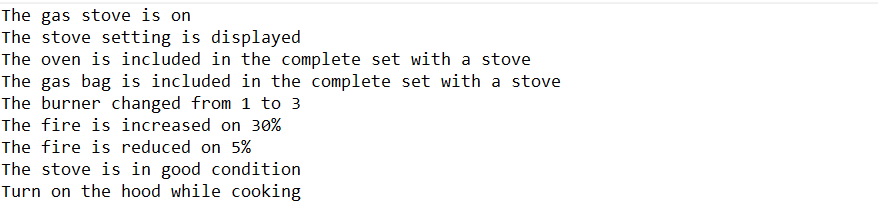 The gas stove is on
The stove setting is displayed
The oven is included in the complete set with a stove
The gas bag is included in the complete set with a stove
The burner changed from 1 to 3
The fire is increased on 30%
The fire is reduced on 5%
The stove is in good condition
Turn on the hood while cooking